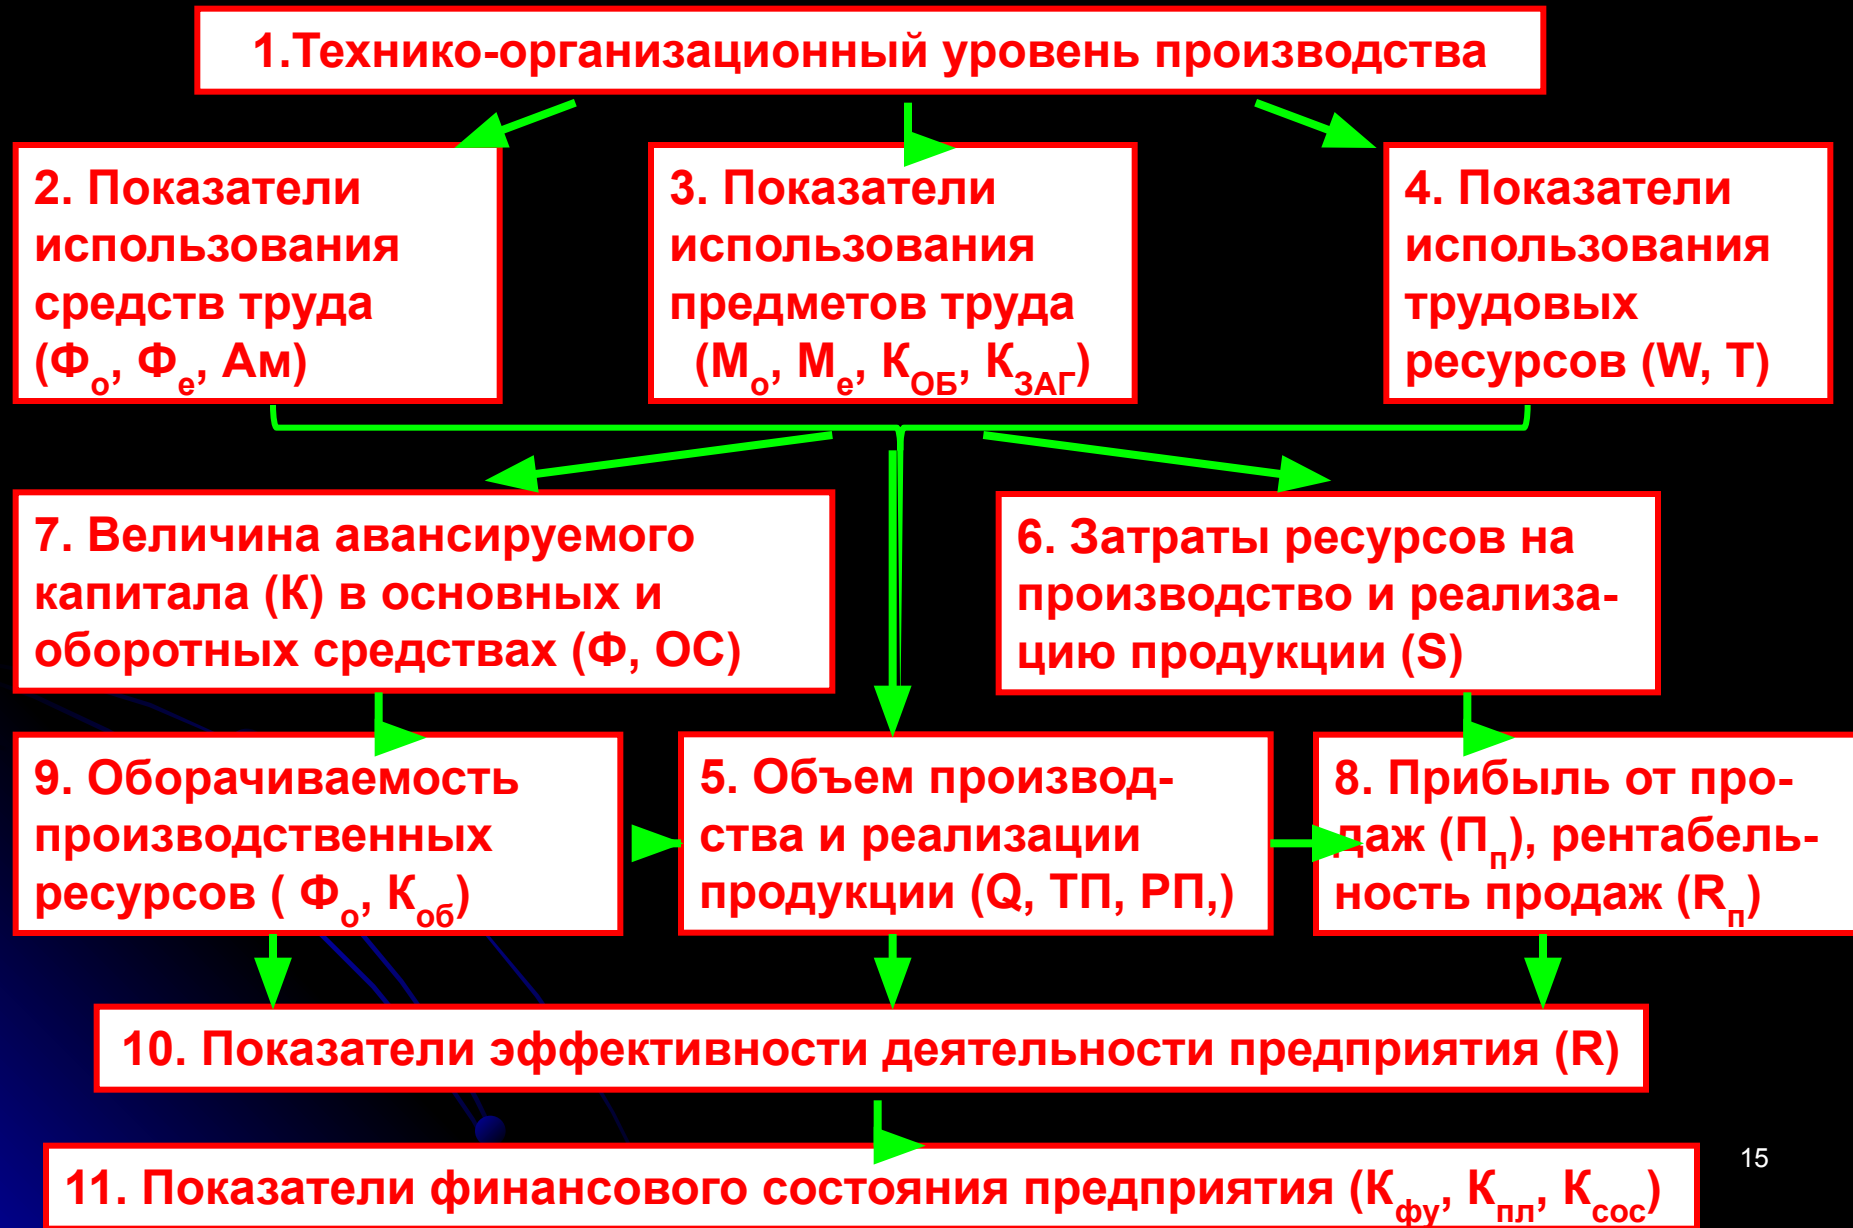 1.Технико-организационный уровень производства
2. Показатели
использования
средств труда
(Фо, Фе, Ам)
3. Показатели
использования
предметов труда
(Мо, Ме, КОБ, КЗАГ)
4. Показатели
использования
трудовых
ресурсов (W, T)
7. Величина авансируемого
капитала (К) в основных и
оборотных средствах (Ф, ОС)
6. Затраты ресурсов на
производство и реализа-
цию продукции (S)
9. Оборачиваемость
производственных
ресурсов ( Фо, Коб)
5. Объем производ-
ства и реализации
продукции (Q, ТП, РП,)
8. Прибыль от про-
даж (Пп), рентабель-
ность продаж (Rп)
10. Показатели эффективности деятельности предприятия (R)
11. Показатели финансового состояния предприятия (Кфу, Кпл, Ксос)
15